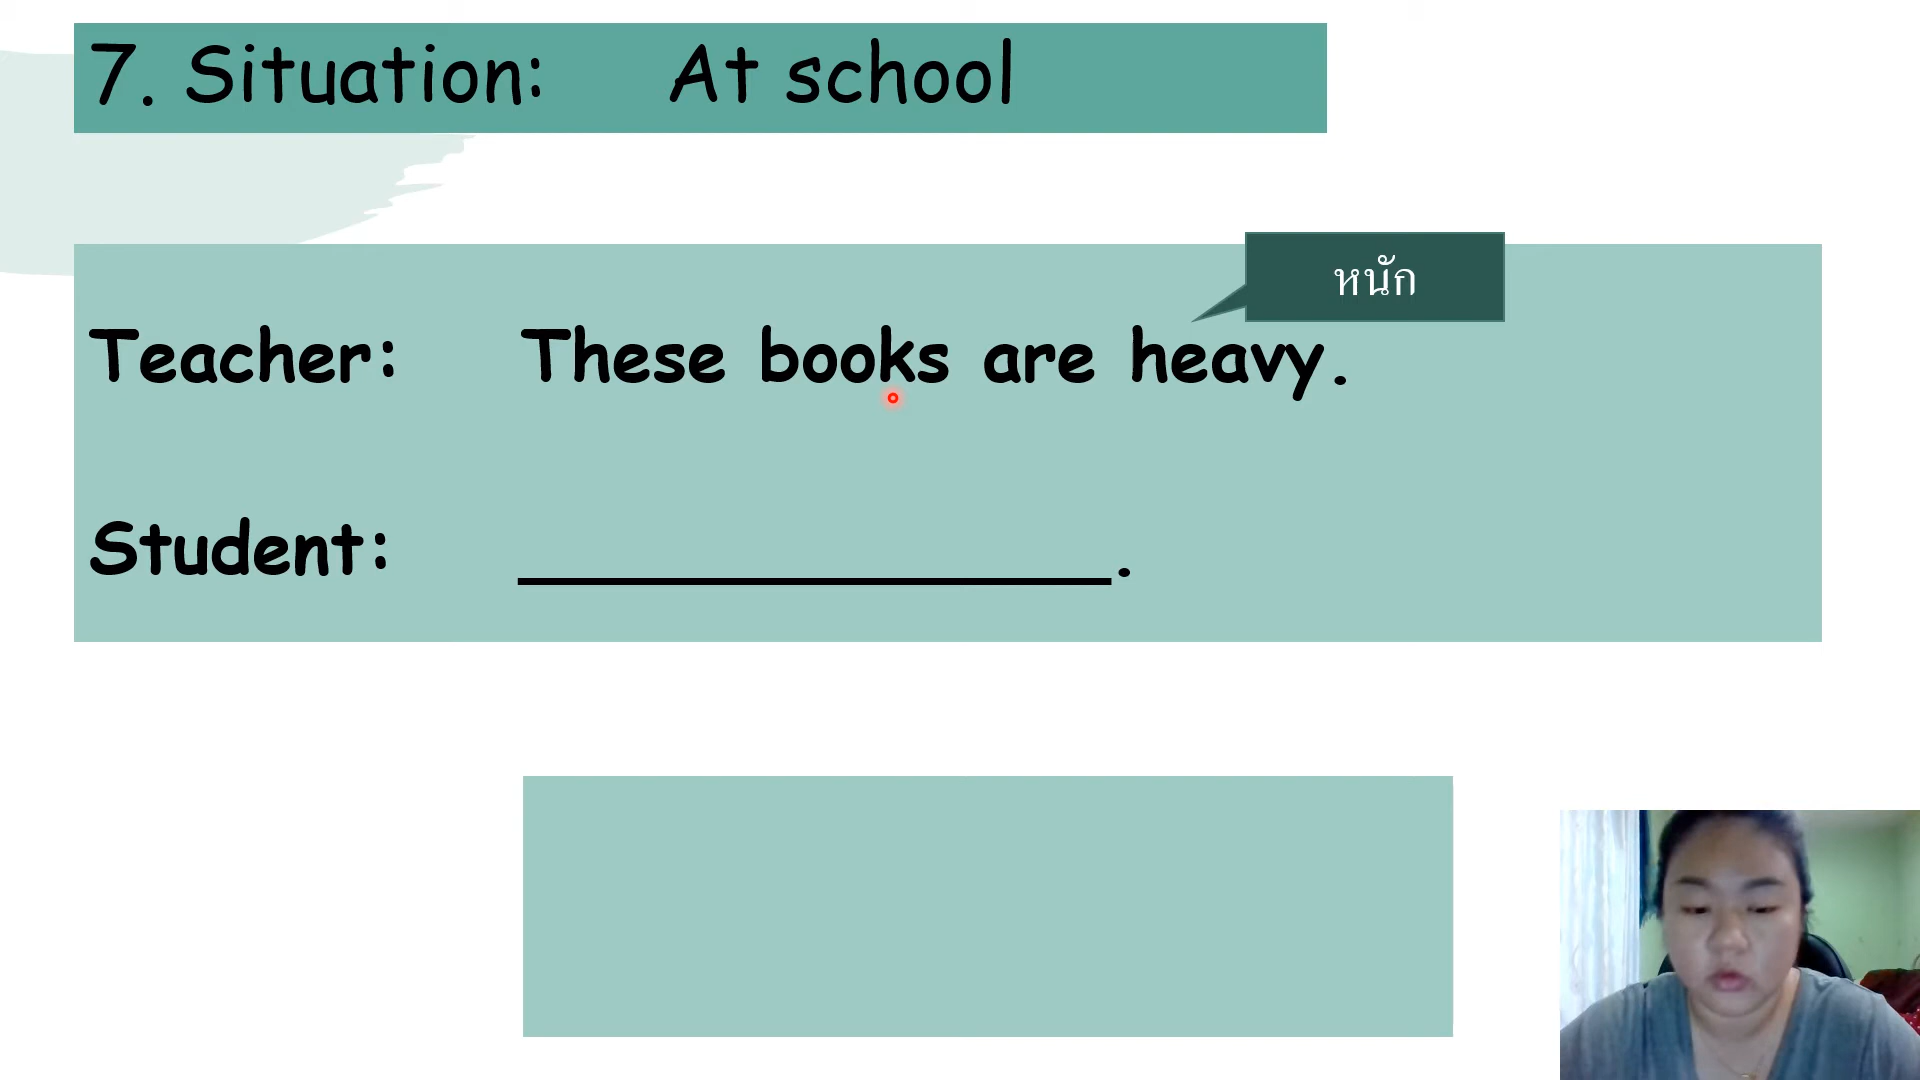 7. Situation: At school
หนัก
Teacher: These books are heavy.
Student: ________________.